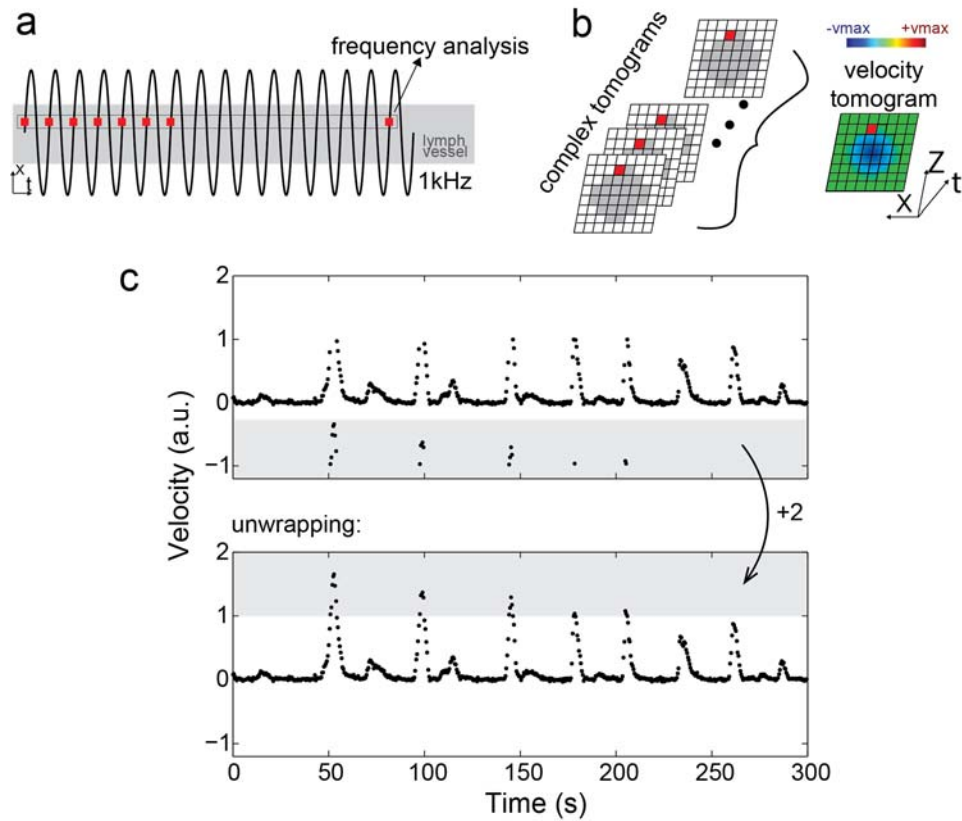 a
frequency analysis
lymph
vessel
x
t
1kHz
b
complex tomograms
-vmax
+vmax
velocity
tomogram
Z
t
X
c
Velocity (a.u.)
2
1
0
−1
+2
unwrapping:
2
1
0
−1
0
50
100
150
200
250
300
Time (s)